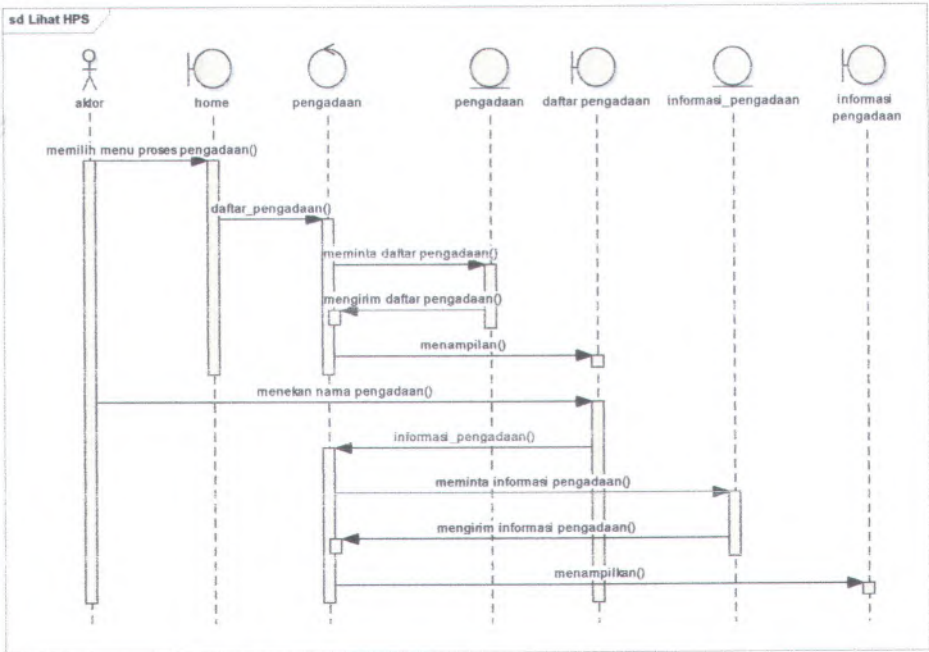 sd Lihat HPS
aktor
home
pengadaan
pengadaan
daftar pengadaan
informasi_pengadaan
informasi
pengadaan
memilih menu proses pengadaan()
daftar_pengadaan()
meminta daftar pengadaan()
mengirim daftar pengadaan()
menampilan()
menekan nama pengadaan()
informasi_pengadaan()
meminta informasi pengadaan()
mengirim informasi pengadaan()
menampilkan()